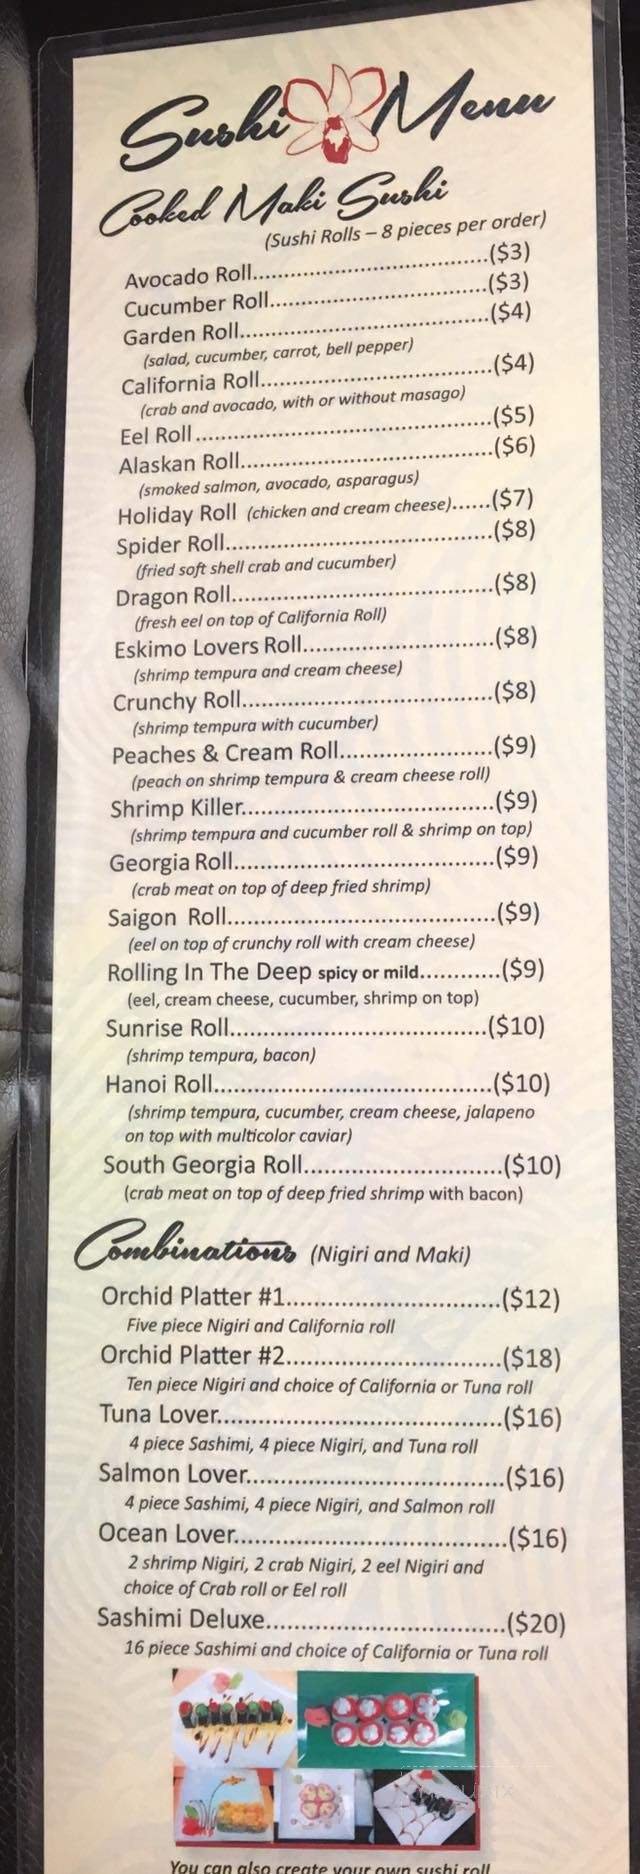 Sushi Menu
Cooked Maki Sushi
(Sushi Rolls – 8 pieces per order)
Avocado Roll..............................................($3)
Cucumber Roll..........................................($3)
Garden Roll................................................($4)
(salad, cucumber, carrot, bell pepper)
California Roll............................................($4)
(crab and avocado, with or without masago)
Eel Roll .......................................................($5)
Alaskan Roll...............................................($6)
(smoked salmon, avocado, asparagus)
Holiday Roll (chicken and cream cheese)......($7)
Spider Roll..................................................($8)
(fried soft shell crab and cucumber)
Dragon Roll.................................................($8)
(fresh eel on top of California Roll)
Eskimo Lovers Roll...................................($8)
(shrimp tempura and cream cheese)
Crunchy Roll..............................................($8)
(shrimp tempura with cucumber)
Peaches & Cream Roll............................($9)
(peach on shrimp tempura & cream cheese roll)
Shrimp Killer..............................................($9)
(shrimp tempura and cucumber roll & shrimp on top)
Georgia Roll................................................($9)
(crab meat on top of deep fried shrimp)
Saigon Roll.................................................($9)
(eel on top of crunchy roll with cream cheese)
Rolling In The Deep spicy or mild............($9)
(eel, cream cheese, cucumber, shrimp on top)
Sunrise Roll...............................................($10)
(shrimp tempura, bacon)
Hanoi Roll...................................................($10)
(shrimp tempura, cucumber, cream cheese, jalapeno
on top with multicolor caviar)
South Georgia Roll....................................($10)
(crab meat on top of deep fried shrimp with bacon)
Combinations (Nigiri and Maki)
Orchid Platter #1.......................................($12)
Five piece Nigiri and California roll
Orchid Platter #2.......................................($18)
Ten piece Nigiri and choice of California or Tuna roll
Tuna Lover....................................................($16)
4 piece Sashimi, 4 piece Nigiri, and Tuna roll
Salmon Lover...............................................($16)
4 piece Sashimi, 4 piece Nigiri, and Salmon roll
Ocean Lover..................................................($16)
2 shrimp Nigiri, 2 crab Nigiri, 2 eel Nigiri and
choice of Crab roll or Eel roll
Sashimi Deluxe............................................($20)
16 piece Sashimi and choice of California or Tuna roll
You can also create your own sushi roll